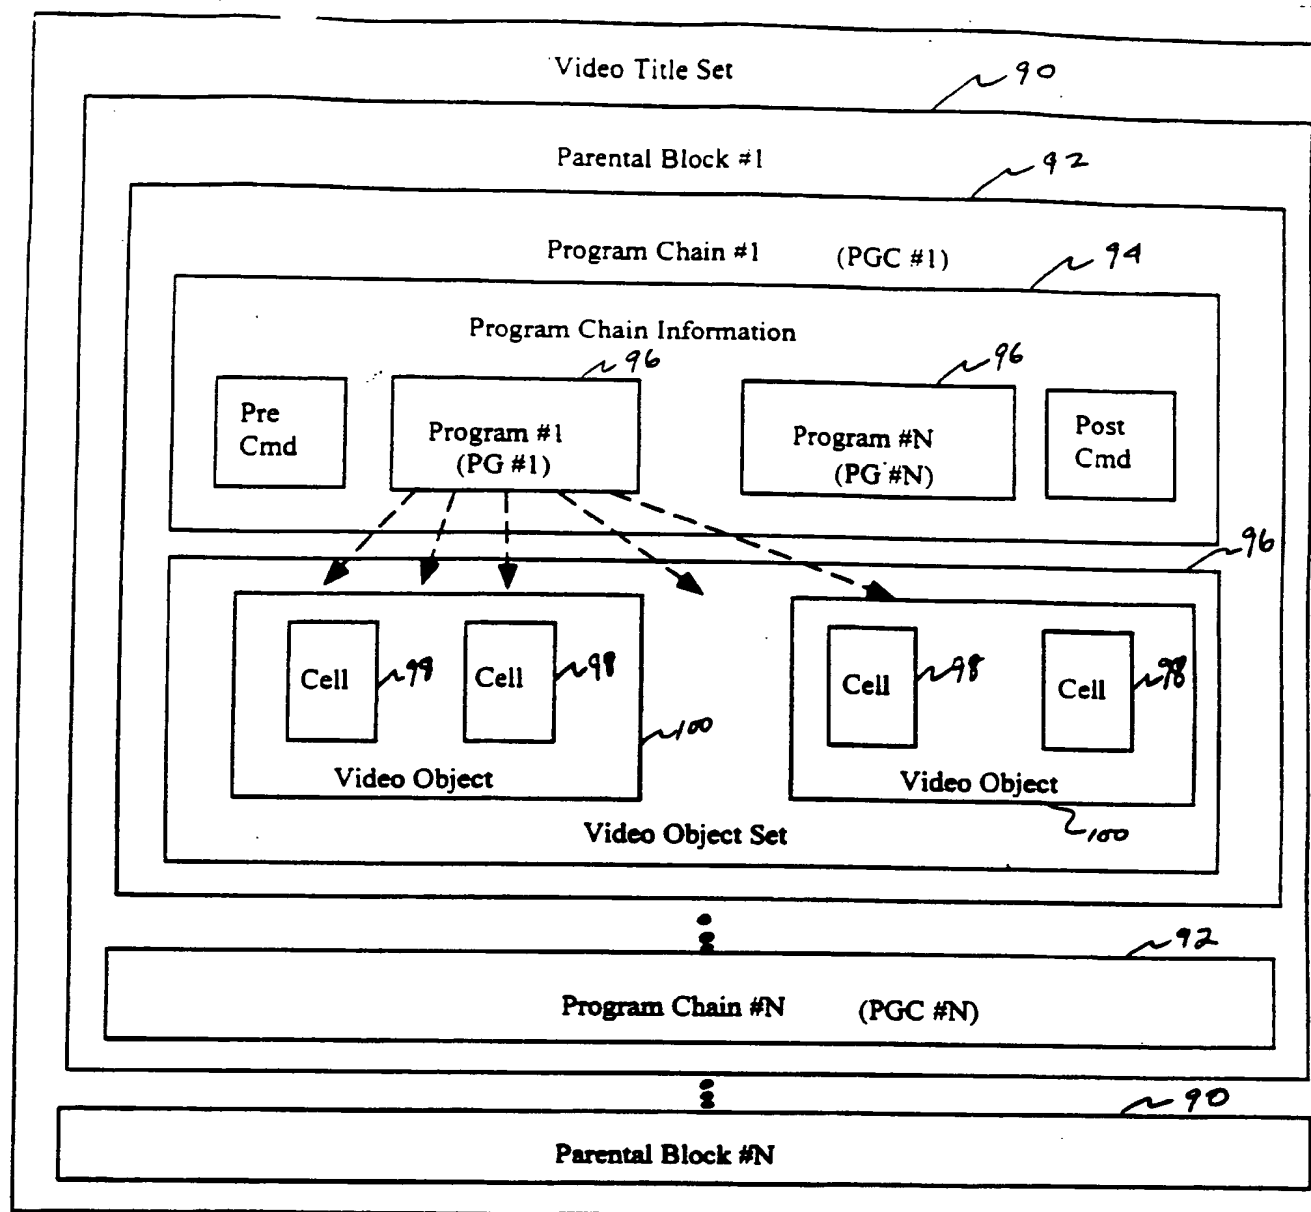 Video Title Set
90
Parental Block #1
92
Program Chain #1 (PGC #1)
94
Program Chain Information
96
96
Pre
Cmd
Program #1
(PG #1)
Program #N
(PG #N)
Post
Cmd
96
Cell
98
Cell
98
Cell
98
Cell
98
100
Video Object
Video Object
100
Video Object Set
92
Program Chain #N (PGC #N)
90
Parental Block #N